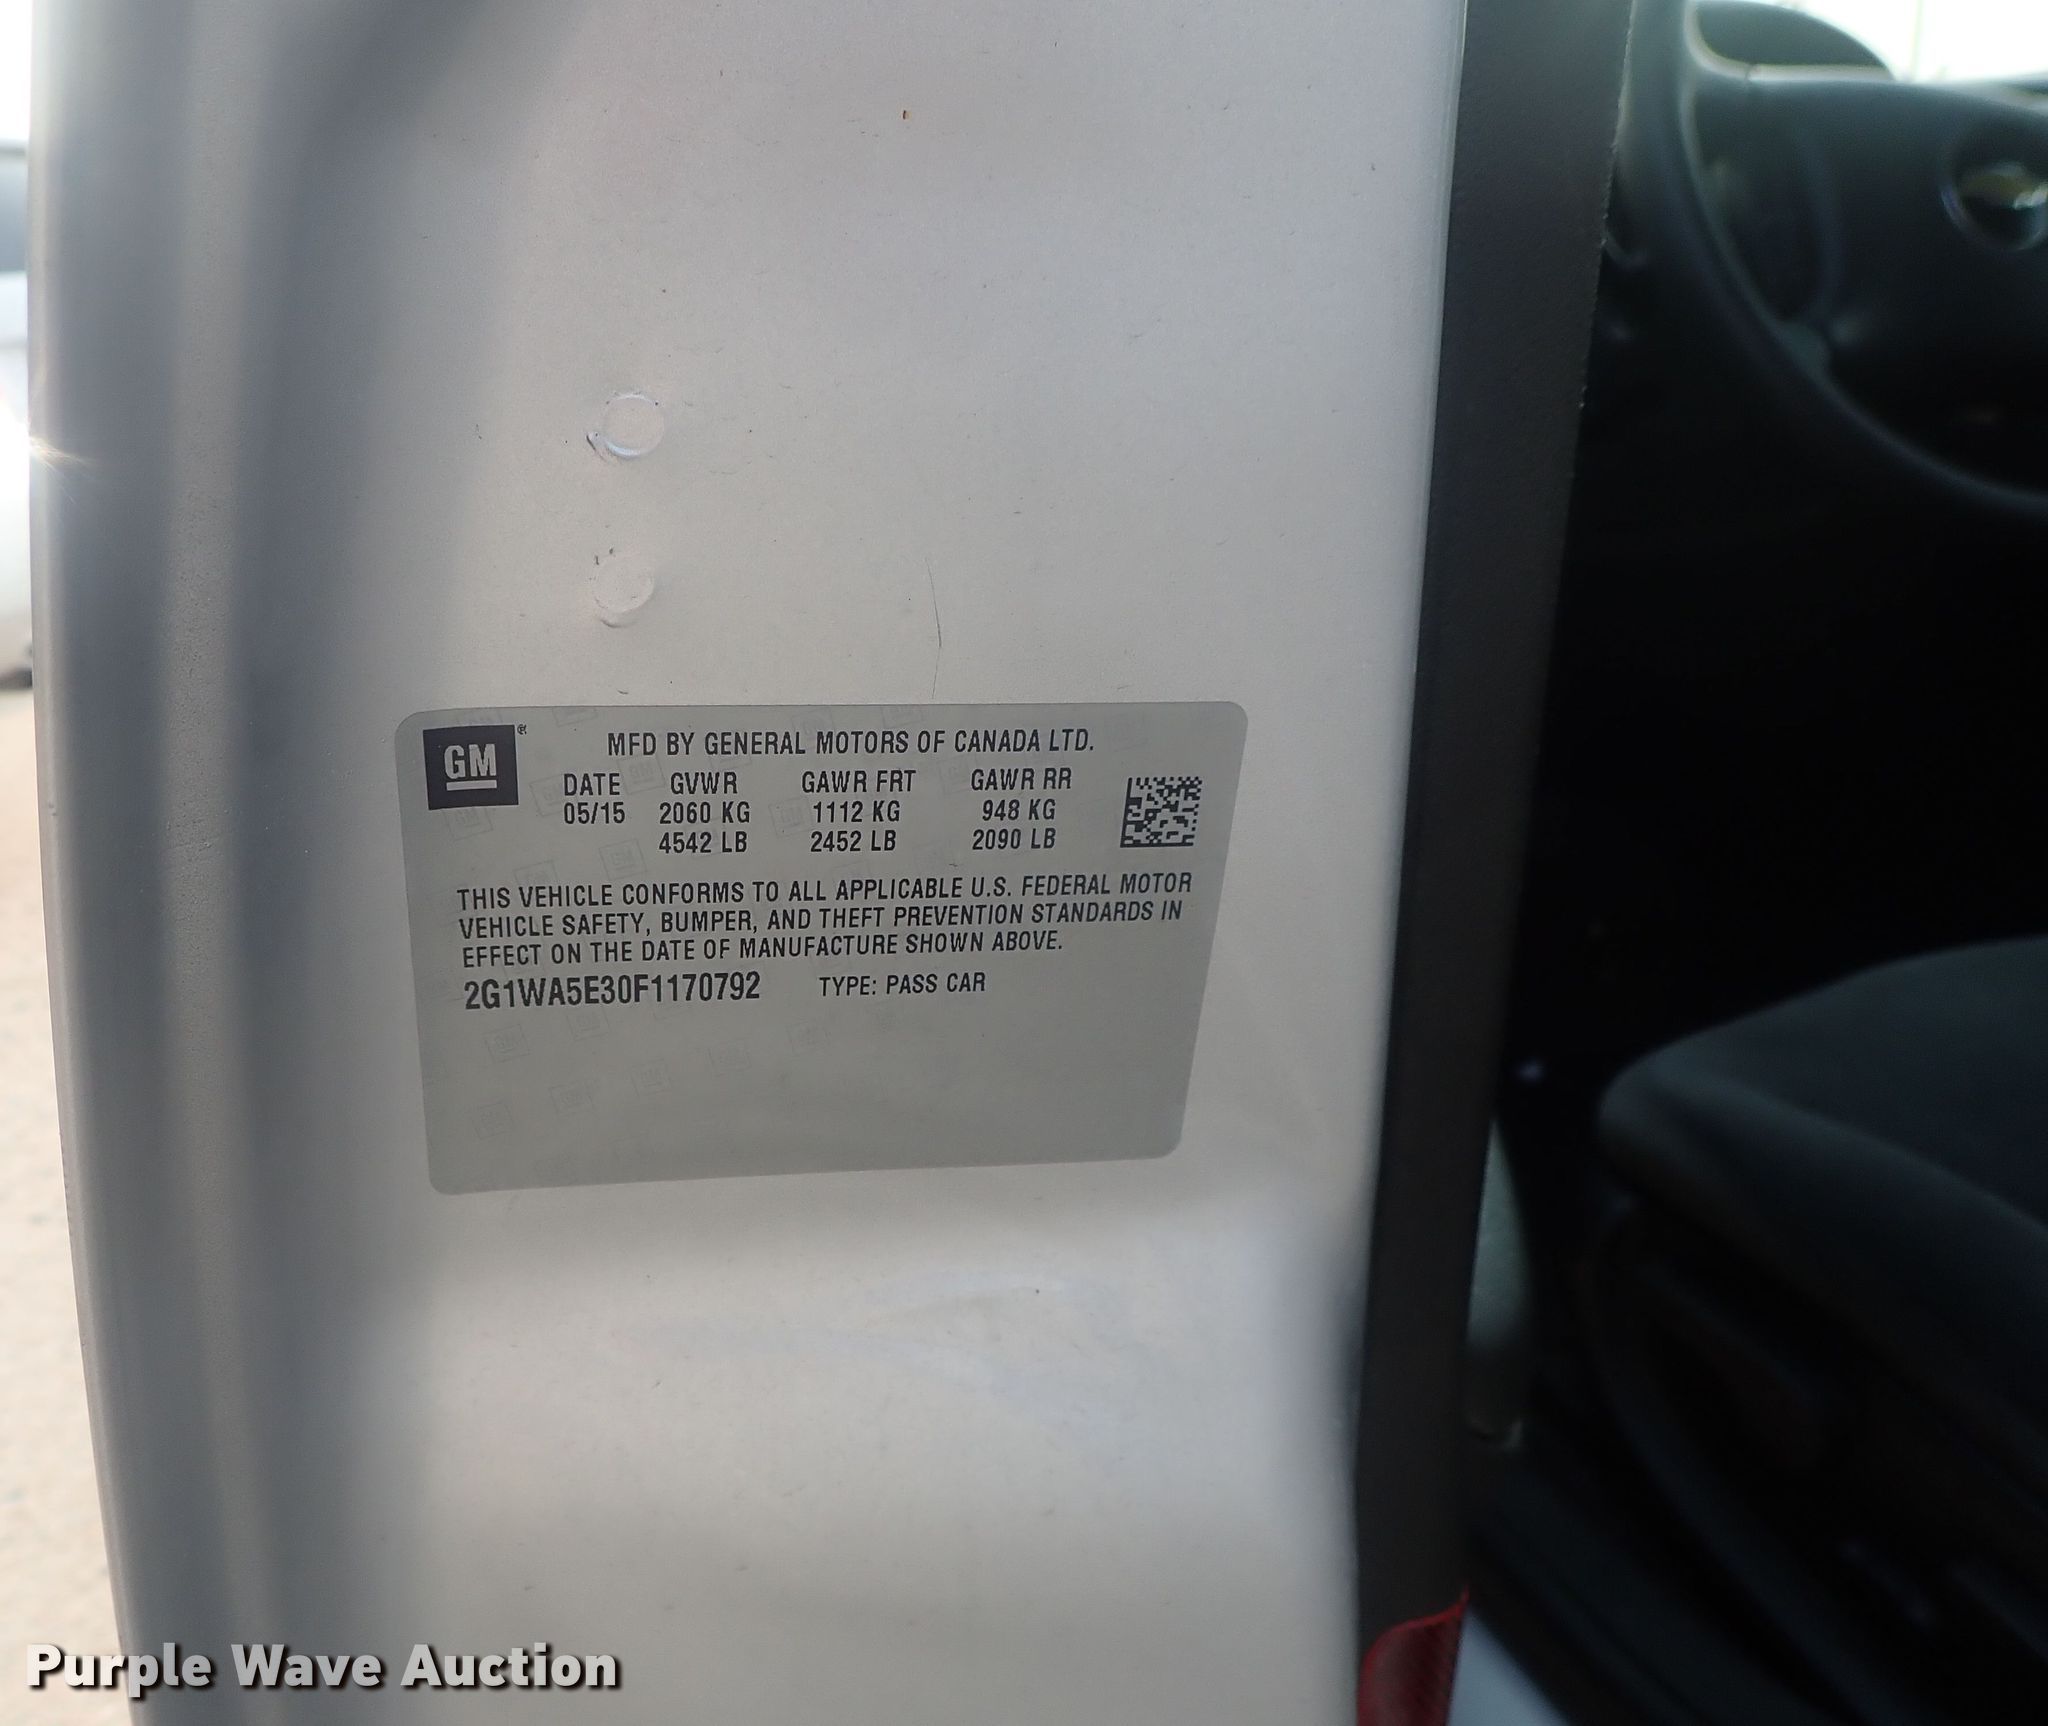 GM
MFD BY GENERAL MOTORS OF CANADA LTD.
DATE GVWR GAWR FRT GAWR RR
05/15 2060 KG 1112 KG 948 KG
4542 LB 2452 LB 2090 LB
THIS VEHICLE CONFORMS TO ALL APPLICABLE U.S. FEDERAL MOTOR
VEHICLE SAFETY, BUMPER, AND THEFT PREVENTION STANDARDS IN
EFFECT ON THE DATE OF MANUFACTURE SHOWN ABOVE.
2G1WA5E30F1170792 TYPE: PASS CAR
Purple Wave Auction